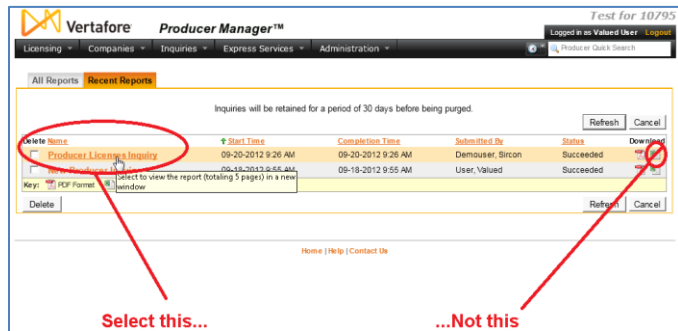 Test for 10795
Vertafore Producer Manager™
Logged in as Valued User Logout
Licensing Companies Inquiries Express Services Administration Producer Quick Search
All Reports Recent Reports
Inquiries will be retained for a period of 30 days before being purged.
Refresh Cancel
Delete Name Start Time Completion Time Submitted By Status Download
Producer Licenses Inquiry 09-20-2012 9:26 AM 09-20-2012 9:26 AM Demouser, Sircon Succeeded
New Producer 09-18-2012 9:55 AM 09-18-2012 9:55 AM User, Valued Succeeded
Select to view the report (totaling 5 pages) in a new window
Key: PDF Format
Delete Refresh Cancel
Home | Help | Contact Us
Select this... ...Not this